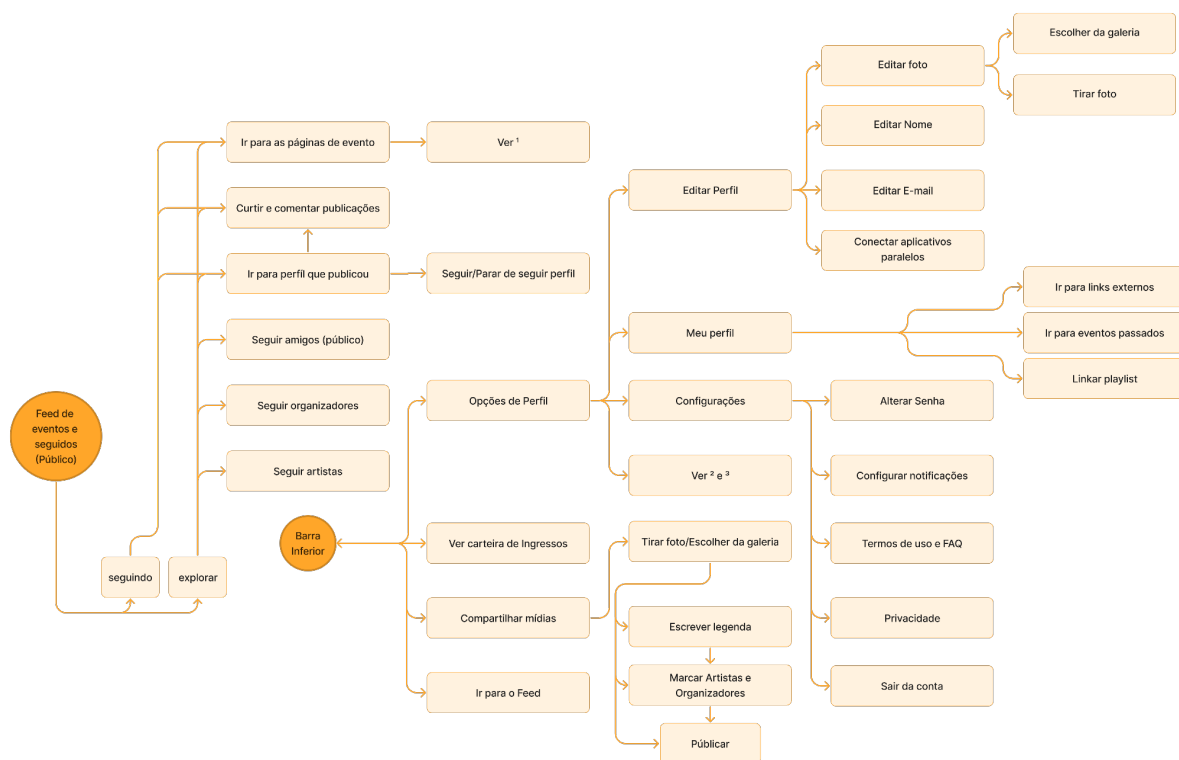 Escolher da galeria
Editar foto
Tirar foto
Editar Nome
Ir para as páginas de evento
Ver ¹
Editar Perfil
Editar E-mail
Curtir e comentar publicações
Conectar aplicativos
paralelos
Ir para perfil que publicou
Seguir/Parar de seguir perfil
Ir para links externos
Seguir amigos (público)
Meu perfil
Ir para eventos passados
Linkar playlist
Feed de
eventos e
seguidos
(Público)
Seguir organizadores
Opções de Perfil
Configurações
Alterar Senha
Seguir artistas
Ver ² e ³
Configurar notificações
Barra
Inferior
Ver carteira de Ingressos
Tirar foto/Escolher da galeria
Termos de uso e FAQ
seguindo
explorar
Compartilhar mídias
Escrever legenda
Privacidade
Ir para o Feed
Marcar Artistas e
Organizadores
Sair da conta
Públicar